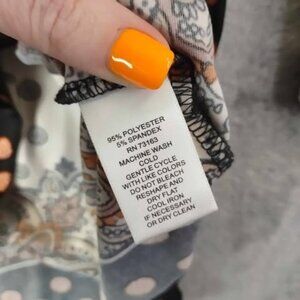 95% POLYESTER
5% SPANDEX
RN 73163
MACHINE WASH
COLD
GENTLE CYCLE
WITH LIKE COLORS
DO NOT BLEACH
RESHAPE AND
DRY FLAT
COOL IRON
IF NECESSARY
OR DRY CLEAN